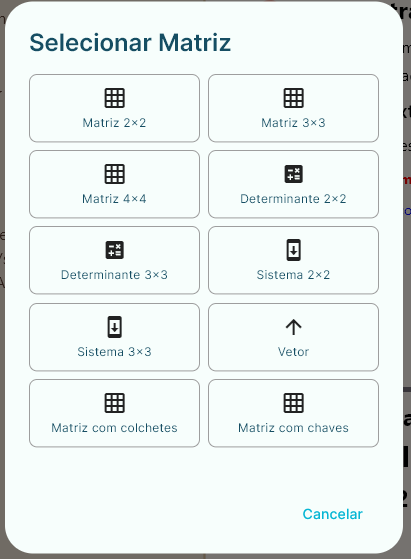 Selecionar Matriz
Matriz 2×2
Matriz 3×3
Matriz 4×4
Determinante 2×2
Determinante 3×3
Sistema 2×2
Sistema 3×3
Vetor
Matriz com colchetes
Matriz com chaves
Cancelar